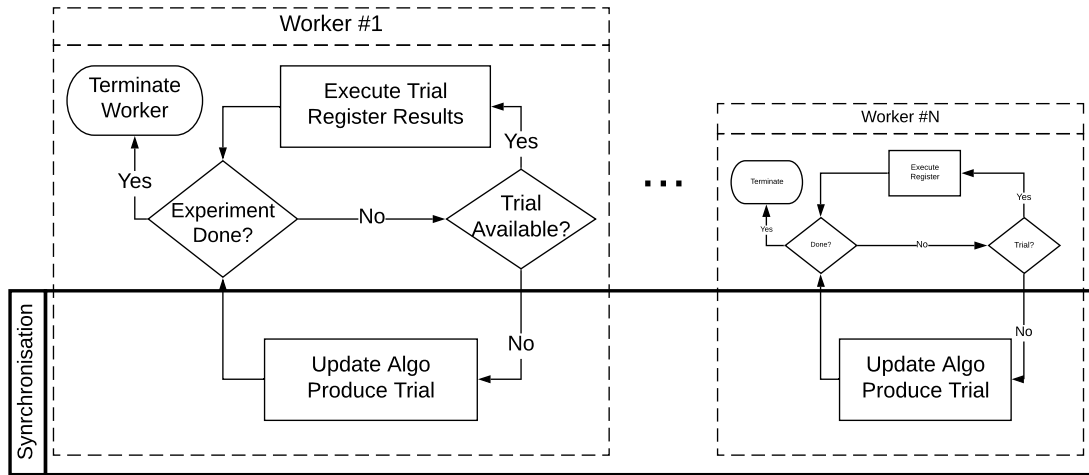 Worker #1
Terminate
Worker
Execute Trial
Register Results
Yes
Yes
Experiment
Done?
No
Trial
Available?
No
Update Algo
Produce Trial
...
Worker #N
Terminate
Execute
Register
Yes
Yes
Done?
No
Trial?
No
Update Algo
Produce Trial
Synrchronisation